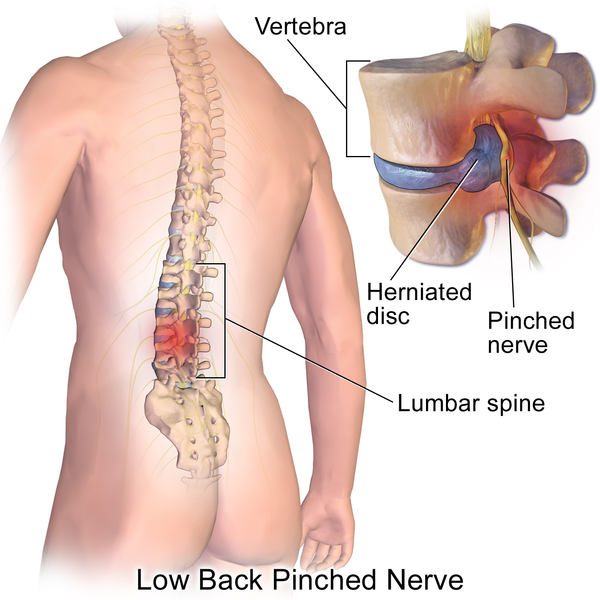 Vertebra
Herniated
disc
Pinched
nerve
Lumbar spine
Low Back Pinched Nerve